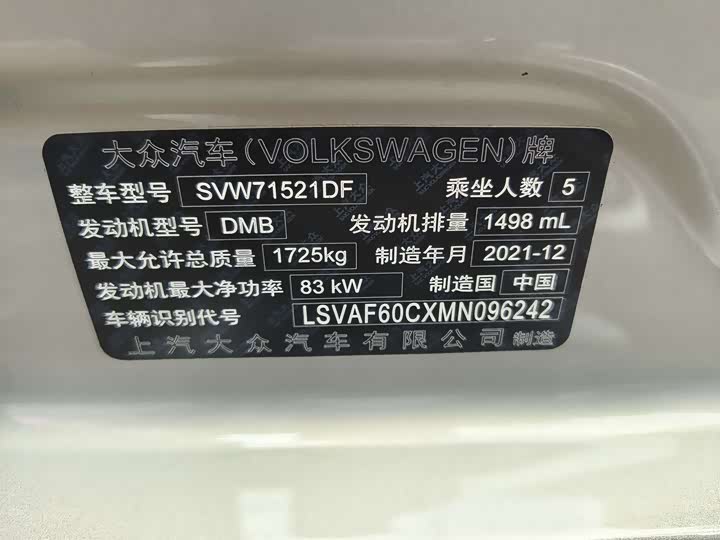 大众汽车(VOLKSWAGEN)牌
整车型号 SVW71521DF 乘坐人数 5
发动机型号 DMB 发动机排量 1498 mL
最大允许总质量 1725kg 制造年月 2021-12
发动机最大净功率 83 kW 制造国 中国
车辆识别代号 LSVAF60CXMN096242
上汽大众汽车有限公司 制造